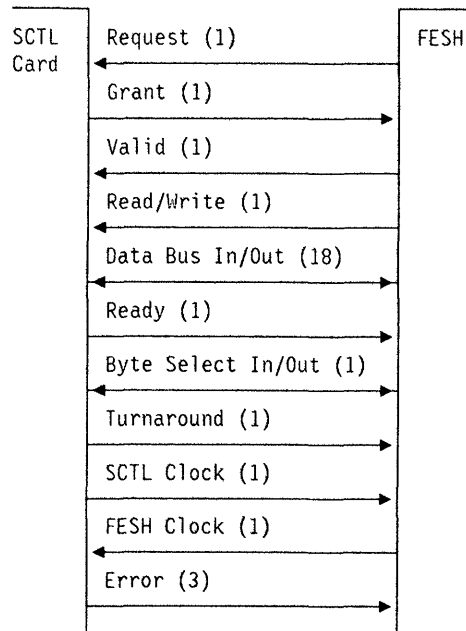 SCTL
Card
FESH
Request (1)
Grant (1)
Valid (1)
Read/Write (1)
Data Bus In/Out (18)
Ready (1)
Byte Select In/Out (1)
Turnaround (1)
SCTL Clock (1)
FESH Clock (1)
Error (3)